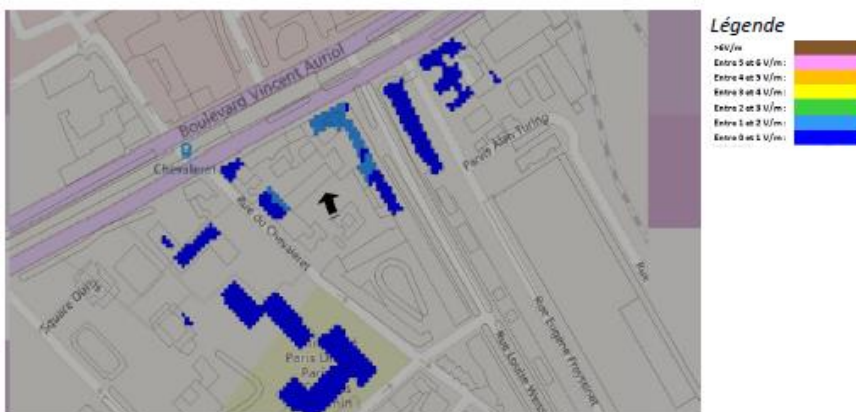 Légende
>6V/m
Entre 5 et 6 V/m :
Entre 4 et 5 V/m :
Entre 3 et 4 V/m :
Entre 2 et 3 V/m :
Entre 1 et 2 V/m :
Entre 0 et 1 V/m :
Boulevard Vincent Auriol
Chevaleret
Parvis Alan Turing
Rue du Chevaleret
Square Dunois
Rue
Rue Eugène Freyssinet
Rue Louise Weiss
Paris